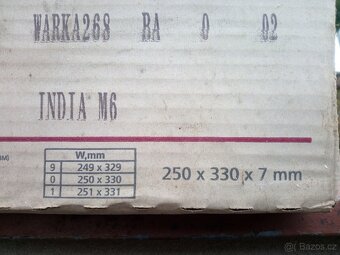 WARKA268 RA 0 02
INDIA M6
W,mm
9 249 x 329
0 250 x 330
1 251 x 331
250 x 330 x 7 mm
© Bazos.cz